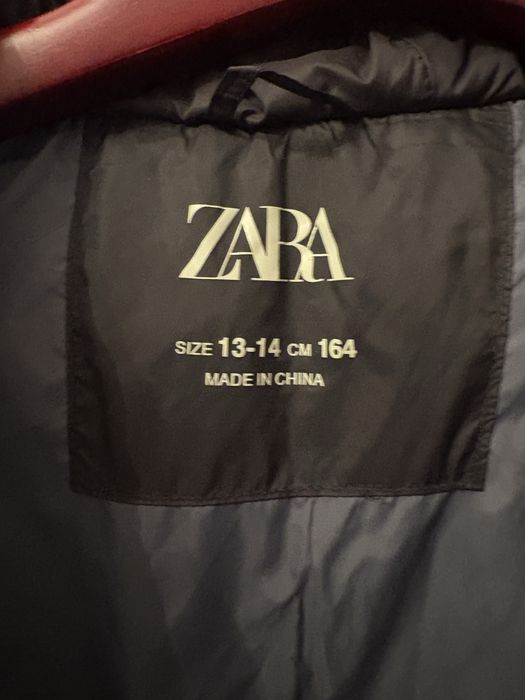 ZARA
SIZE 13-14 CM 164
MADE IN CHINA